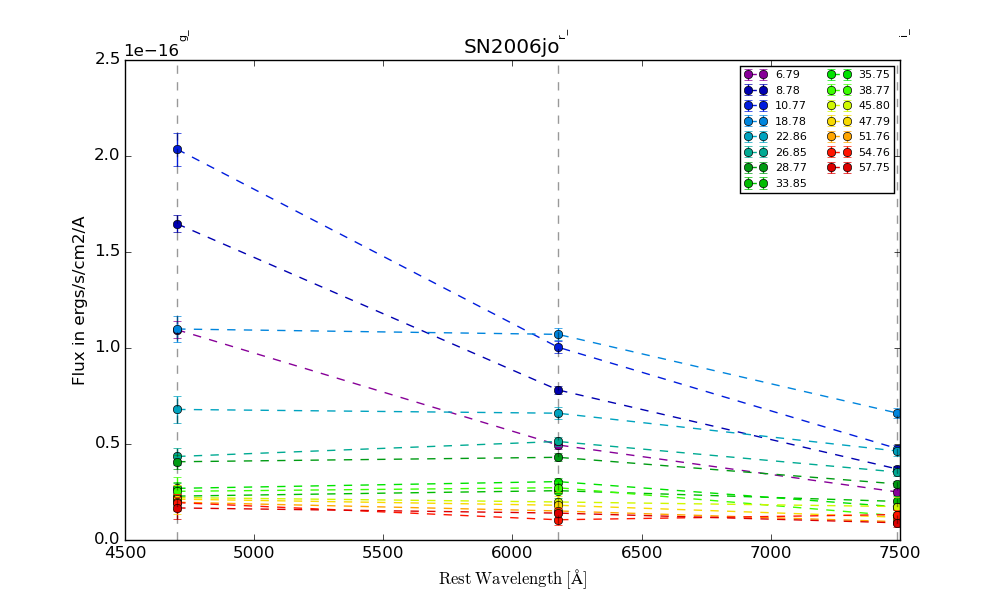 g_
r_
i_
1e−16
SN2006jo
2.5
2.0
1.5
1.0
0.5
0.0
Flux in ergs/s/cm2/A
4500 5000 5500 6000 6500 7000 7500
Rest Wavelength [Å]
6.79
8.78
10.77
18.78
22.86
26.85
28.77
33.85
35.75
38.77
45.80
47.79
51.76
54.76
57.75